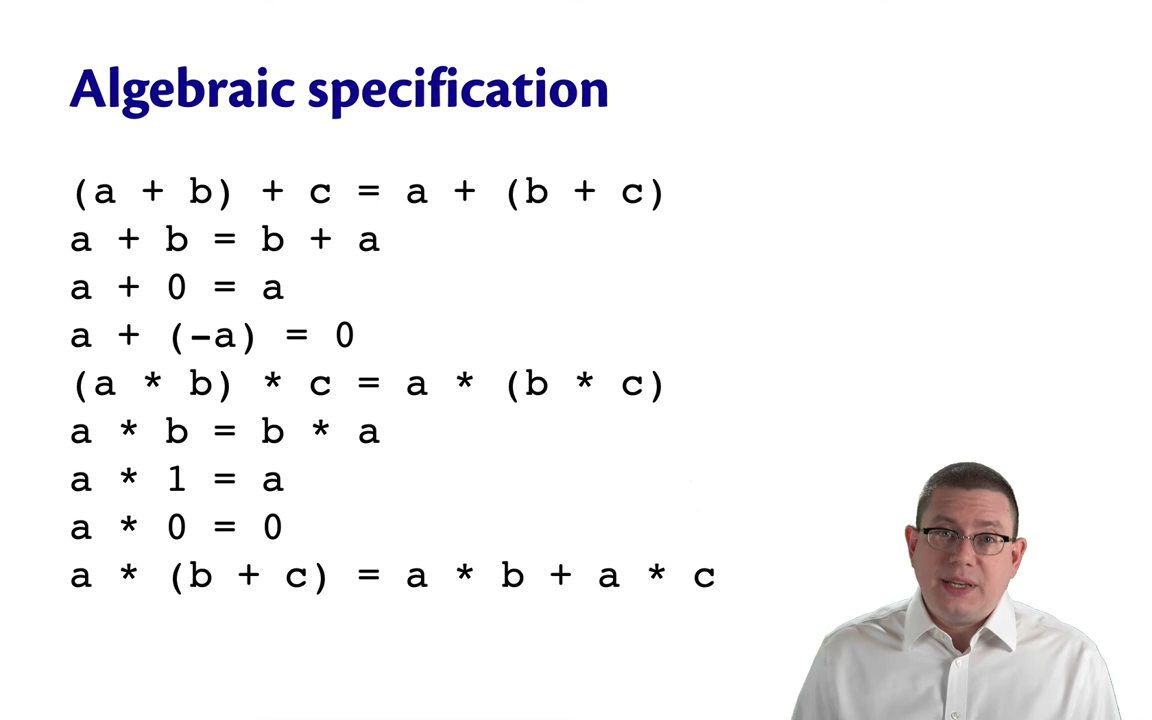 Algebraic specification
(a + b) + c = a + (b + c)
a + b = b + a
a + 0 = a
a + (-a) = 0
(a * b) * c = a * (b * c)
a * b = b * a
a * 1 = a
a * 0 = 0
a * (b + c) = a * b + a * c